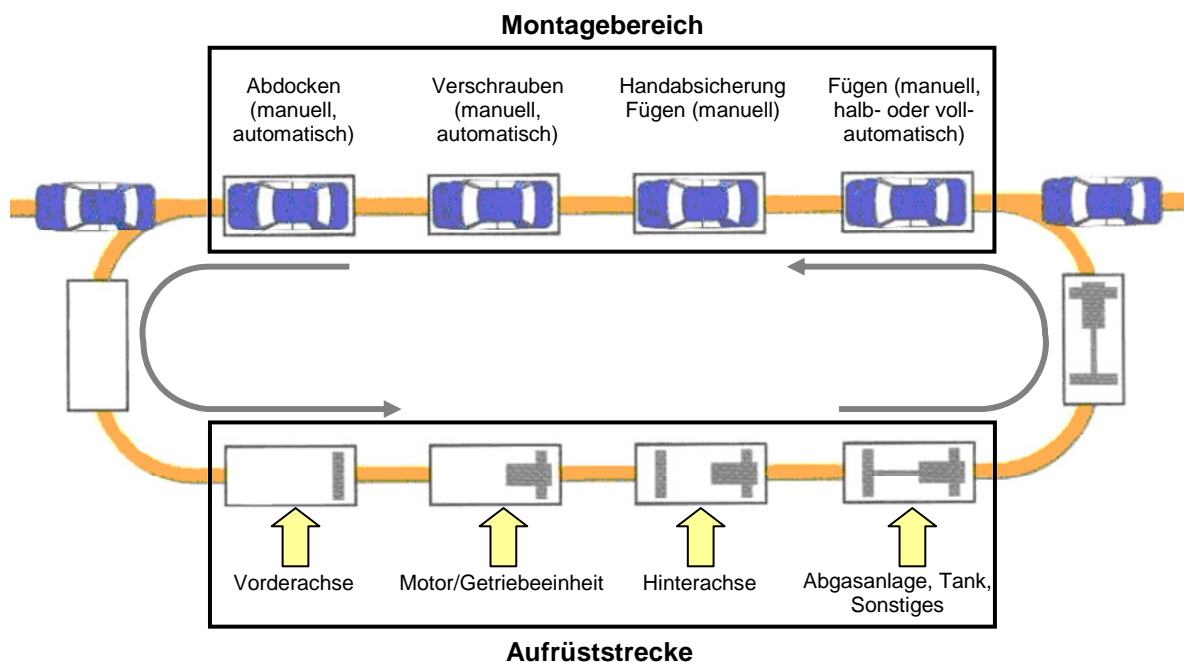 Montagebereich
Abdocken
(manuell,
automatisch)
Verschrauben
(manuell,
automatisch)
Handabsicherung
Fügen (manuell)
Fügen (manuell,
halb- oder voll-
automatisch)
Vorderachse
Motor/Getriebeeinheit
Hinterachse
Abgasanlage, Tank,
Sonstiges
Aufrüststrecke